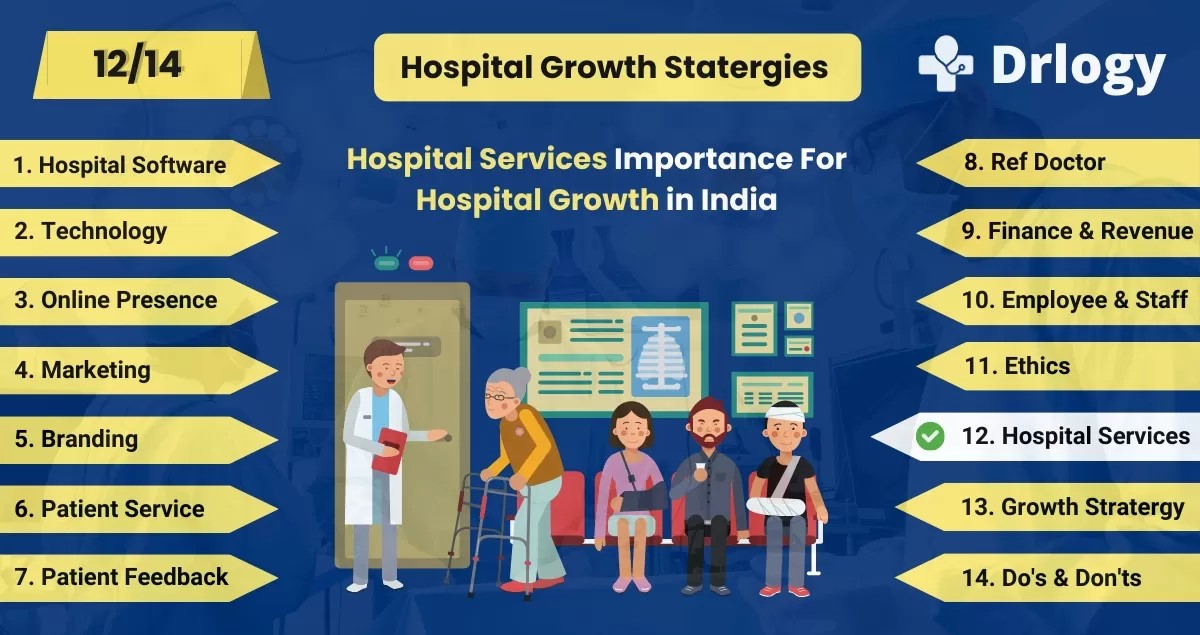 12/14
Hospital Growth Statergies
Drlogy
Hospital Services Importance For
Hospital Growth in India
1. Hospital Software
2. Technology
3. Online Presence
4. Marketing
5. Branding
6. Patient Service
7. Patient Feedback
8. Ref Doctor
9. Finance & Revenue
10. Employee & Staff
11. Ethics
12. Hospital Services
13. Growth Stratergy
14. Do's & Don'ts